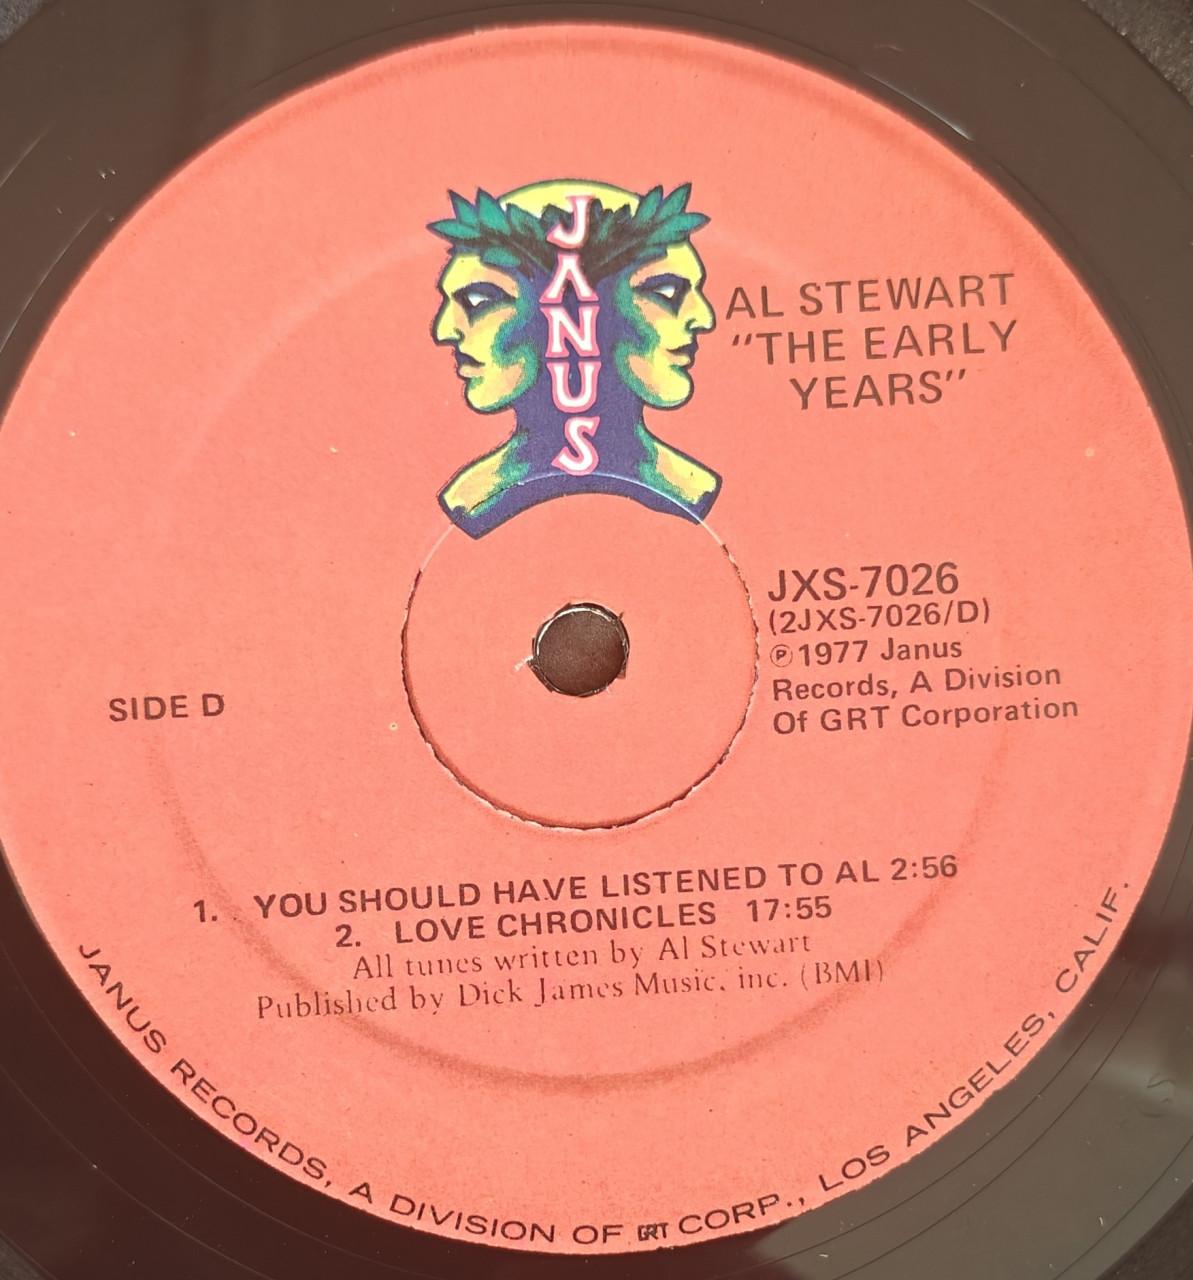 JANUS
AL STEWART
"THE EARLY
YEARS"
JXS-7026
(2JXS-7026/D)
℗1977 Janus
Records, A Division
Of GRT Corporation
SIDE D
1. YOU SHOULD HAVE LISTENED TO AL 2:56
2. LOVE CHRONICLES 17:55
All tunes written by Al Stewart
Published by Dick James Music, inc. (BMI)
JANUS RECORDS, A DIVISION OF GRT CORP., LOS ANGELES, CALIF.